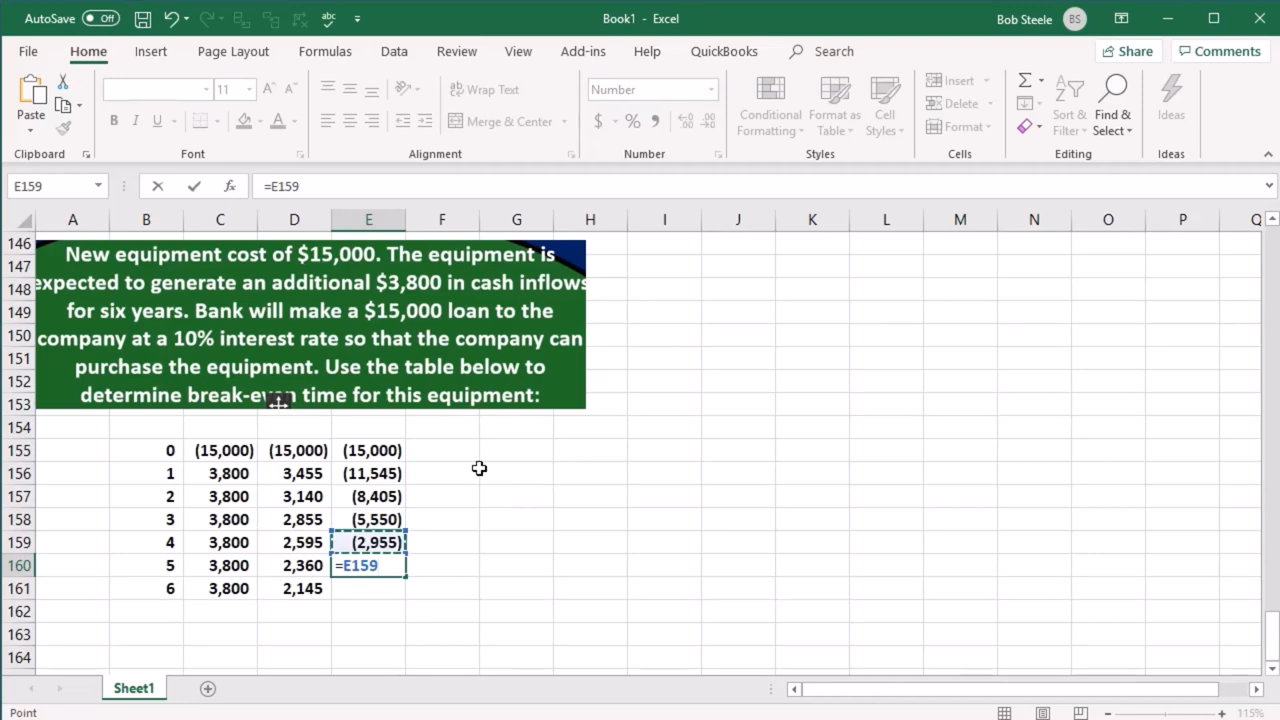 AutoSave Off Book1 - Excel Bob Steele BS
File Home Insert Page Layout Formulas Data Review View Add-ins Help QuickBooks Search Share Comments
Paste 11 A A Wrap Text Number Conditional Formatting Format as Table Cell Styles Insert Sort & Filter Find & Select Ideas
B I U A Merge & Center $ % Delete Format
Clipboard Font Alignment Number Styles Cells Editing Ideas
E159 fx =E159
A B C D E F G H I J K L M N O P Q
146 New equipment cost of $15,000. The equipment is
147
148 expected to generate an additional $3,800 in cash inflows
149 for six years. Bank will make a $15,000 loan to the
150 company at a 10% interest rate so that the company can
151 purchase the equipment. Use the table below to
152
153 determine break-even time for this equipment:
154
155 0 (15,000) (15,000) (15,000)
156 1 3,800 3,455 (11,545)
157 2 3,800 3,140 (8,405)
158 3 3,800 2,855 (5,550)
159 4 3,800 2,595 (2,955)
160 5 3,800 2,360 =E159
161 6 3,800 2,145
162
163
164
Sheet1
Point 115%